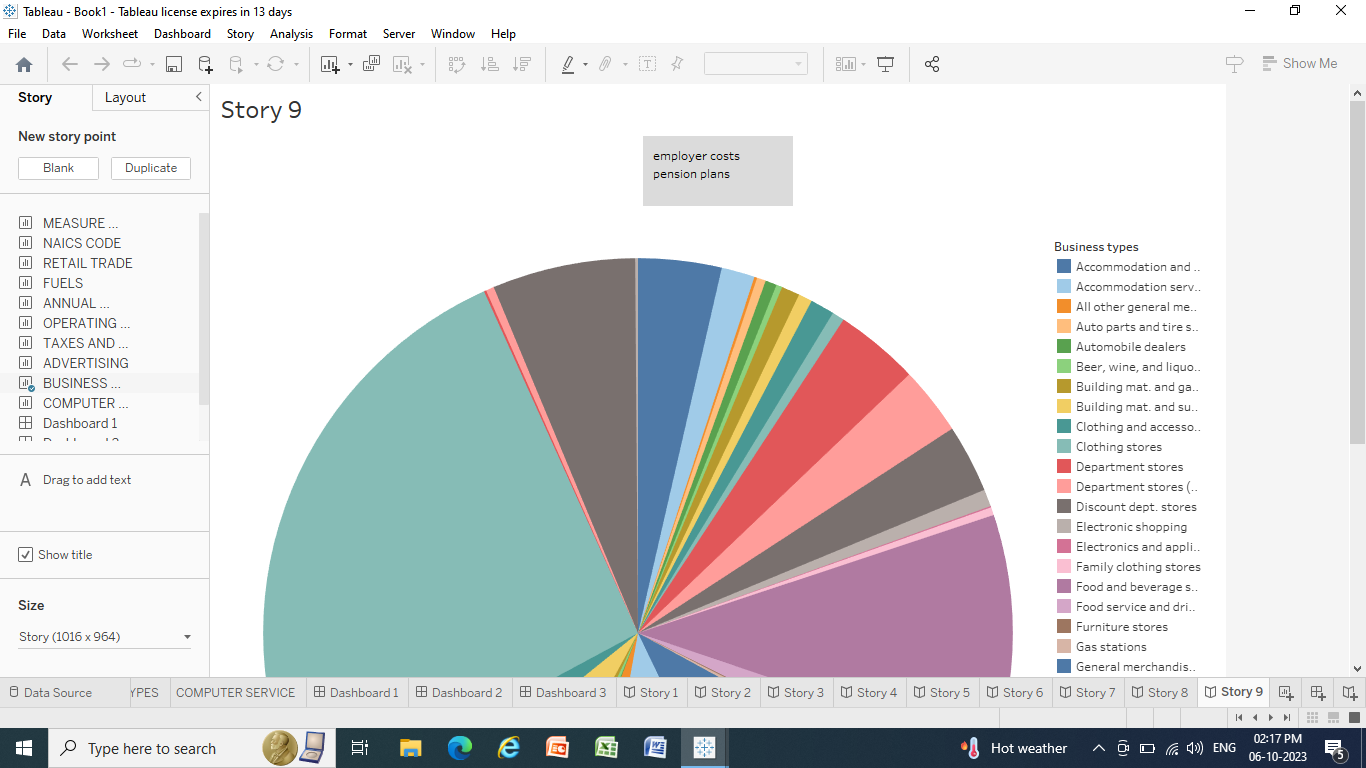 Tableau - Book1 - Tableau license expires in 13 days
File Data Worksheet Dashboard Story Analysis Format Server Window Help
Show Me
Story Layout
New story point
Blank Duplicate
MEASURE ...
NAICS CODE
RETAIL TRADE
FUELS
ANNUAL ...
OPERATING ...
TAXES AND ...
ADVERTISING
BUSINESS ...
COMPUTER ...
Dashboard 1
A Drag to add text
Show title
Size
Story (1016 x 964)
Story 9
employer costs
pension plans
Business types
Accommodation and ..
Accommodation serv..
All other general me..
Auto parts and tire s..
Automobile dealers
Beer, wine, and liquo..
Building mat. and ga..
Building mat. and su..
Clothing and accesso..
Clothing stores
Department stores
Department stores (..
Discount dept. stores
Electronic shopping
Electronics and appli..
Family clothing stores
Food and beverage s..
Food service and dri..
Furniture stores
Gas stations
General merchandis..
Data Source YPES COMPUTER SERVICE Dashboard 1 Dashboard 2 Dashboard 3 Story 1 Story 2 Story 3 Story 4 Story 5 Story 6 Story 7 Story 8 Story 9
Type here to search
Hot weather ENG 02:17 PM
06-10-2023
5